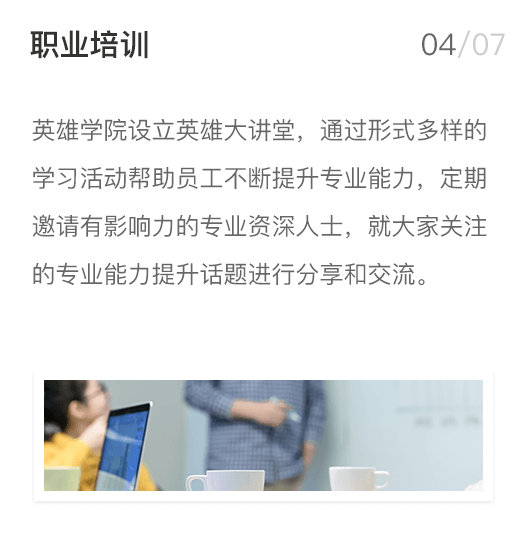 职业培训
04/07
英雄学院设立英雄大讲堂，通过形式多样的
学习活动帮助员工不断提升专业能力，定期
邀请有影响力的专业资深人士，就大家关注
的专业能力提升话题进行分享和交流。